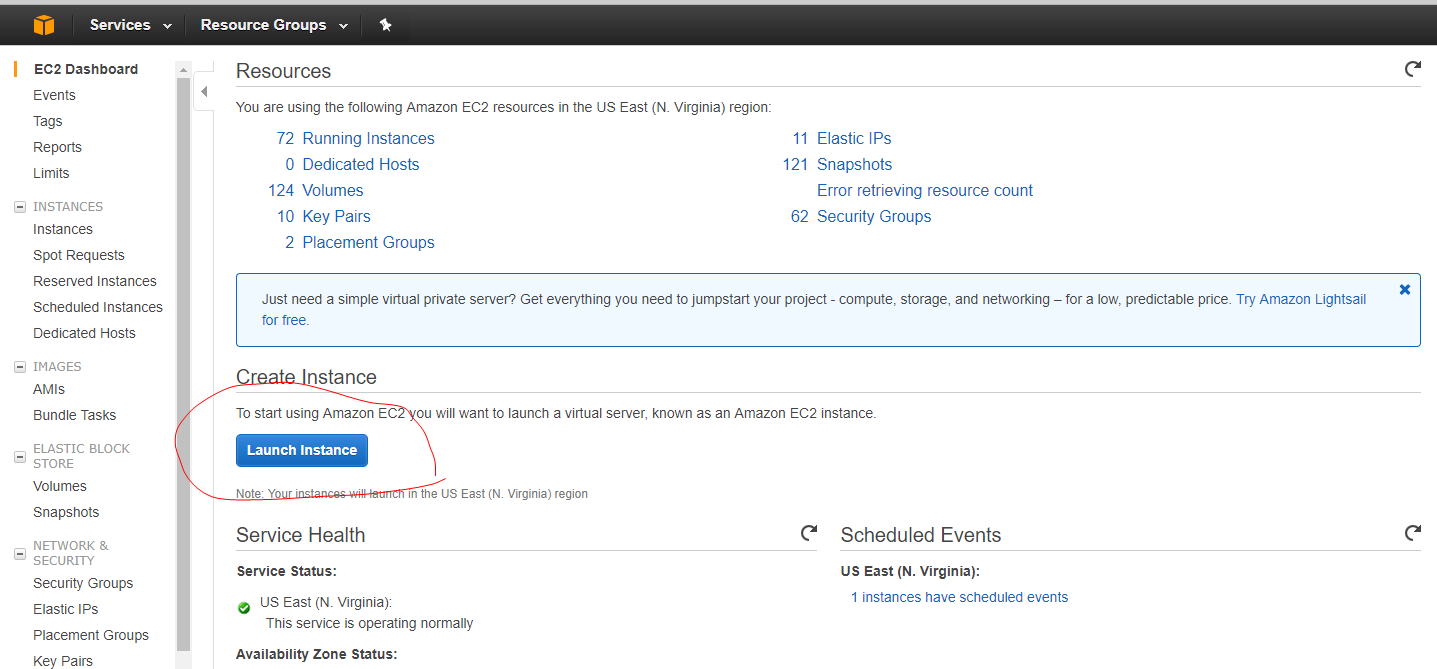 Services
Resource Groups
EC2 Dashboard
Events
Tags
Reports
Limits
INSTANCES
Instances
Spot Requests
Reserved Instances
Scheduled Instances
Dedicated Hosts
IMAGES
AMIs
Bundle Tasks
ELASTIC BLOCK
STORE
Volumes
Snapshots
NETWORK &
SECURITY
Security Groups
Elastic IPs
Placement Groups
Key Pairs
Resources
You are using the following Amazon EC2 resources in the US East (N. Virginia) region:
72 Running Instances
0 Dedicated Hosts
124 Volumes
10 Key Pairs
2 Placement Groups
11 Elastic IPs
121 Snapshots
Error retrieving resource count
62 Security Groups
Just need a simple virtual private server? Get everything you need to jumpstart your project - compute, storage, and networking – for a low, predictable price. Try Amazon Lightsail
for free.
Create Instance
To start using Amazon EC2 you will want to launch a virtual server, known as an Amazon EC2 instance.
Launch Instance
Note: Your instances will launch in the US East (N. Virginia) region
Service Health
Service Status:
US East (N. Virginia):
This service is operating normally
Availability Zone Status:
Scheduled Events
US East (N. Virginia):
1 instances have scheduled events